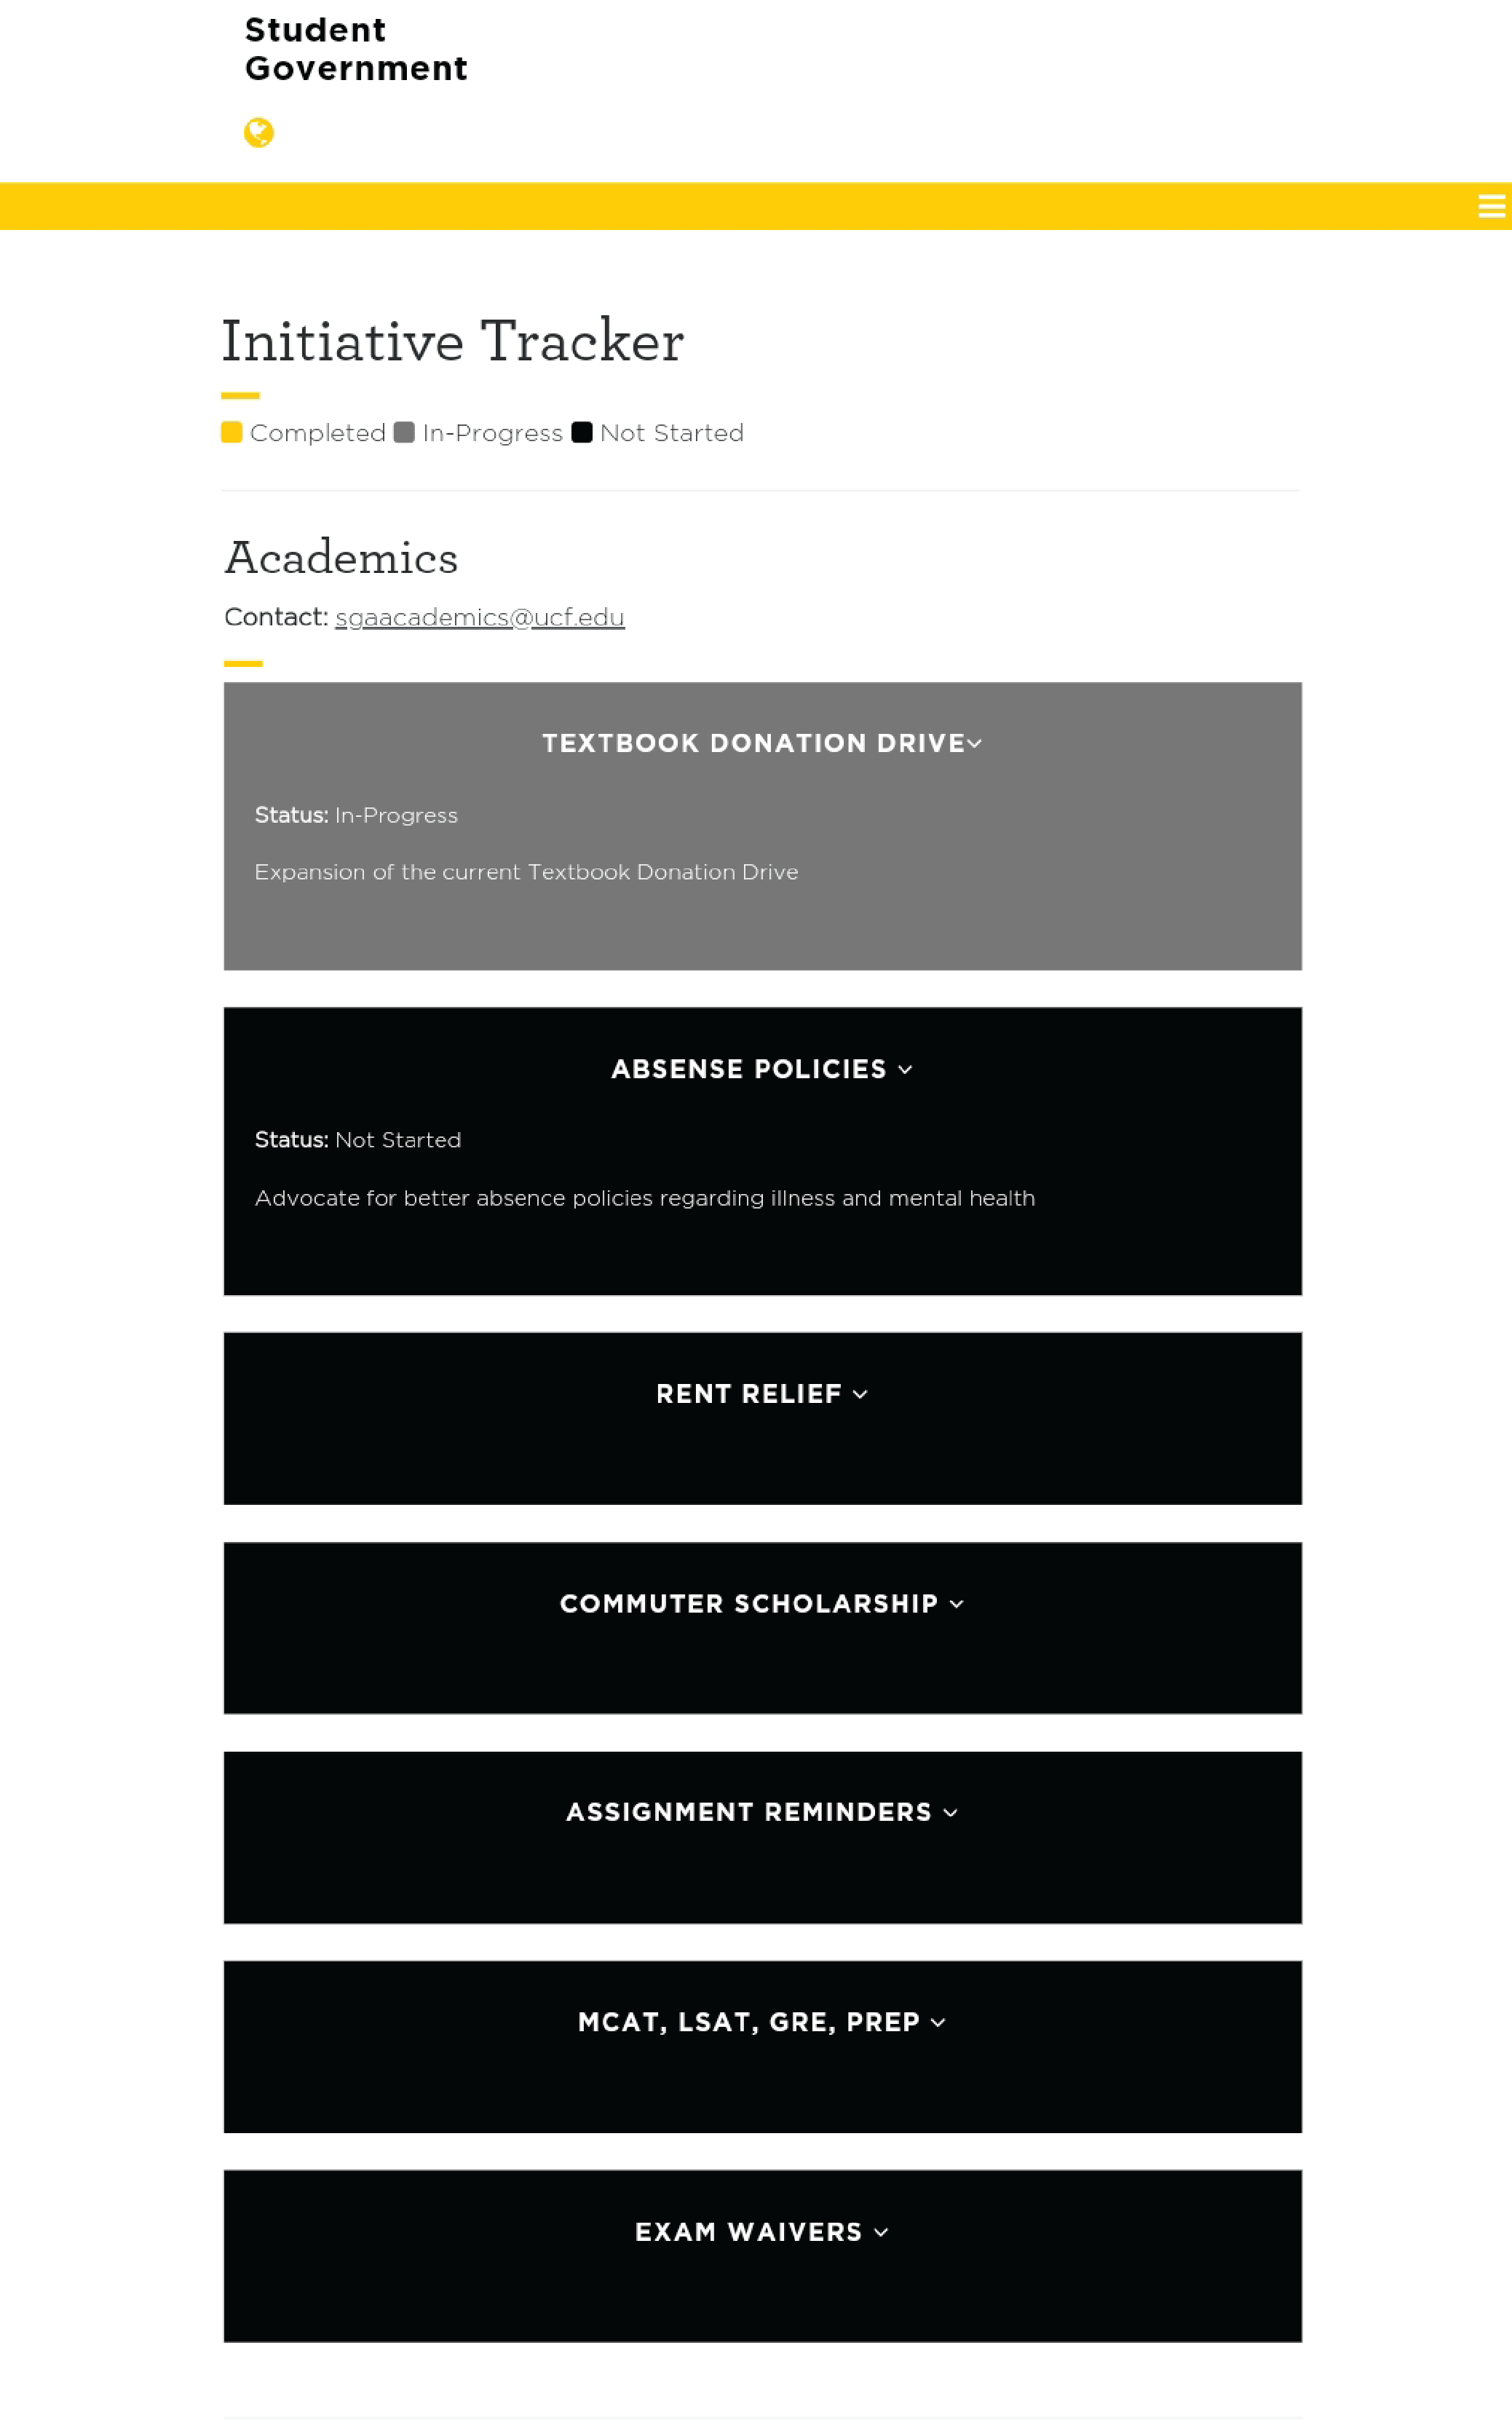 Student
Government
Initiative Tracker
Completed In-Progress Not Started
Academics
Contact: sgaacademics@ucf.edu
TEXTBOOK DONATION DRIVE
Status: In-Progress
Expansion of the current Textbook Donation Drive
ABSENSE POLICIES
Status: Not Started
Advocate for better absence policies regarding illness and mental health
RENT RELIEF
COMMUTER SCHOLARSHIP
ASSIGNMENT REMINDERS
MCAT, LSAT, GRE, PREP
EXAM WAIVERS